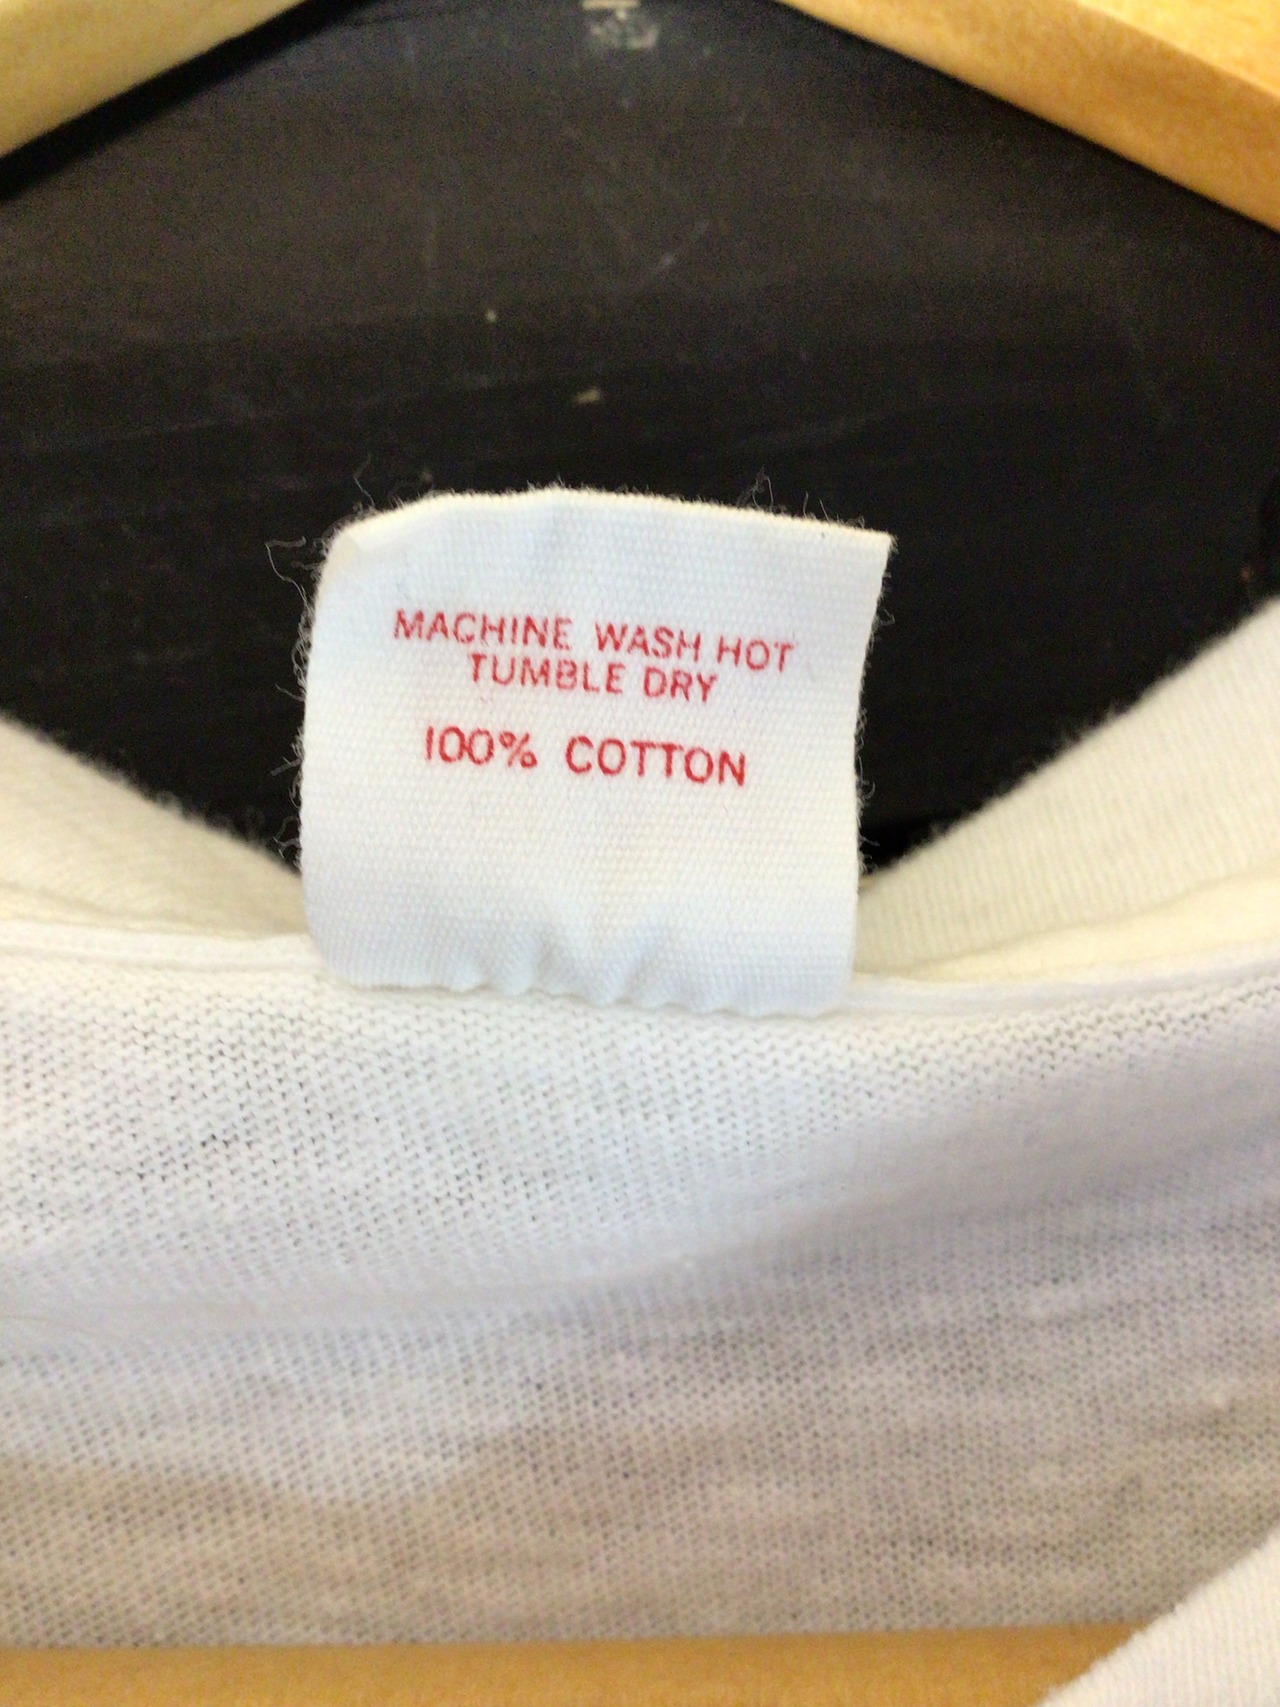 MACHINE WASH HOT
TUMBLE DRY
100% COTTON